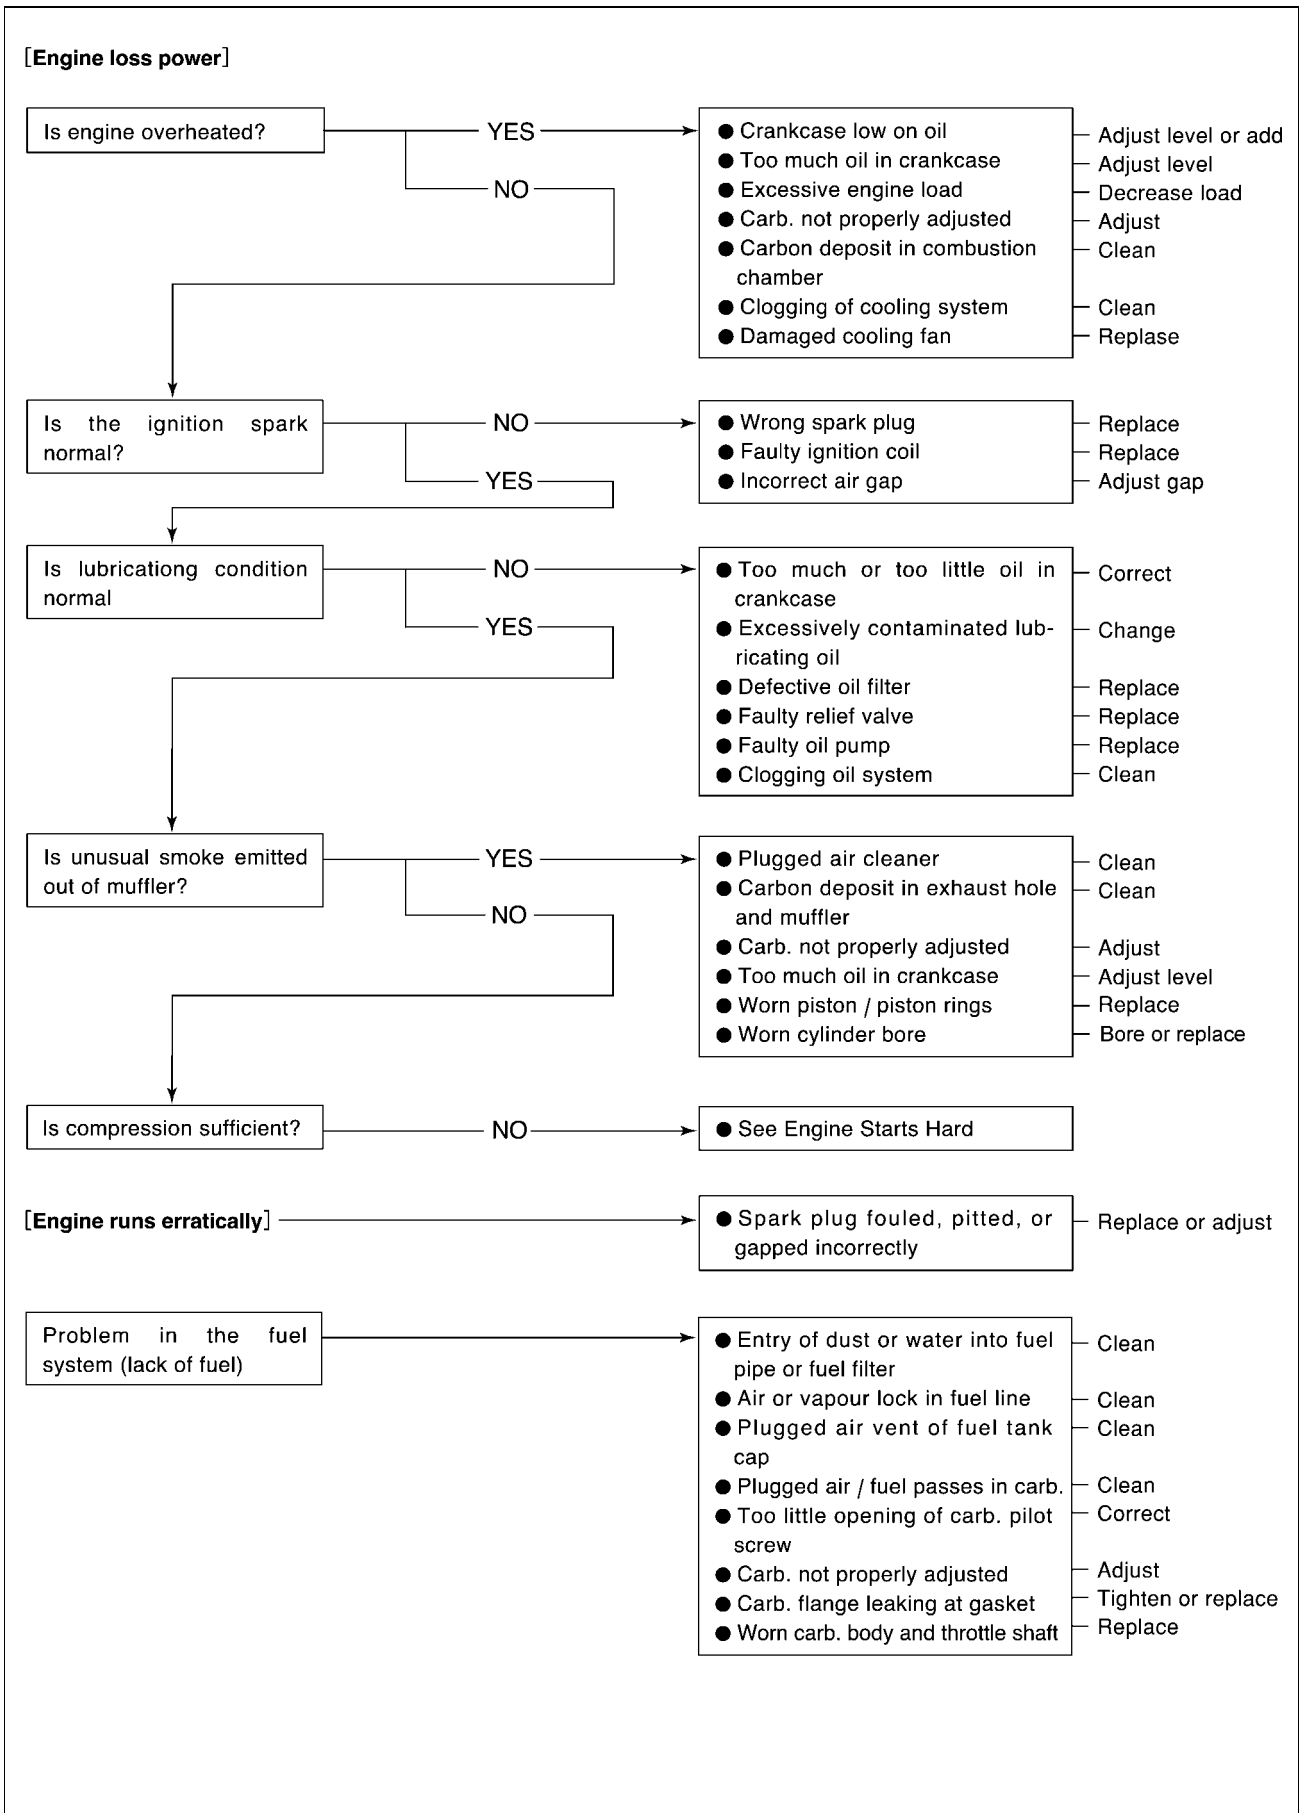 [Engine loss power]
Is engine overheated?
YES
NO
● Crankcase low on oil
● Too much oil in crankcase
● Excessive engine load
● Carb. not properly adjusted
● Carbon deposit in combustion
chamber
● Clogging of cooling system
● Damaged cooling fan
Adjust level or add
Adjust level
Decrease load
Adjust
Clean
Clean
Replase
Is the ignition spark
normal?
NO
YES
● Wrong spark plug
● Faulty ignition coil
● Incorrect air gap
Replace
Replace
Adjust gap
Is lubricationg condition
normal
NO
YES
● Too much or too little oil in
crankcase
● Excessively contaminated lub-
ricating oil
● Defective oil filter
● Faulty relief valve
● Faulty oil pump
● Clogging oil system
Correct
Change
Replace
Replace
Replace
Clean
Is unusual smoke emitted
out of muffler?
YES
NO
● Plugged air cleaner
● Carbon deposit in exhaust hole
and muffler
● Carb. not properly adjusted
● Too much oil in crankcase
● Worn piston / piston rings
● Worn cylinder bore
Clean
Clean
Adjust
Adjust level
Replace
Bore or replace
Is compression sufficient?
NO
● See Engine Starts Hard
[Engine runs erratically]
● Spark plug fouled, pitted, or
gapped incorrectly
Replace or adjust
Problem in the fuel
system (lack of fuel)
● Entry of dust or water into fuel
pipe or fuel filter
● Air or vapour lock in fuel line
● Plugged air vent of fuel tank
cap
● Plugged air / fuel passes in carb.
● Too little opening of carb. pilot
screw
● Carb. not properly adjusted
● Carb. flange leaking at gasket
● Worn carb. body and throttle shaft
Clean
Clean
Clean
Clean
Correct
Adjust
Tighten or replace
Replace